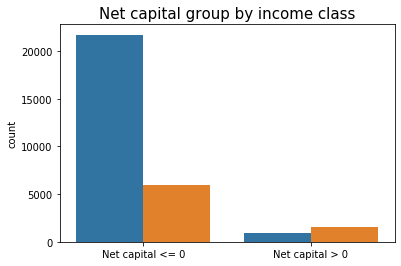 Net capital group by income class
20000
15000
10000
5000
0
count
Net capital <= 0
Net capital > 0